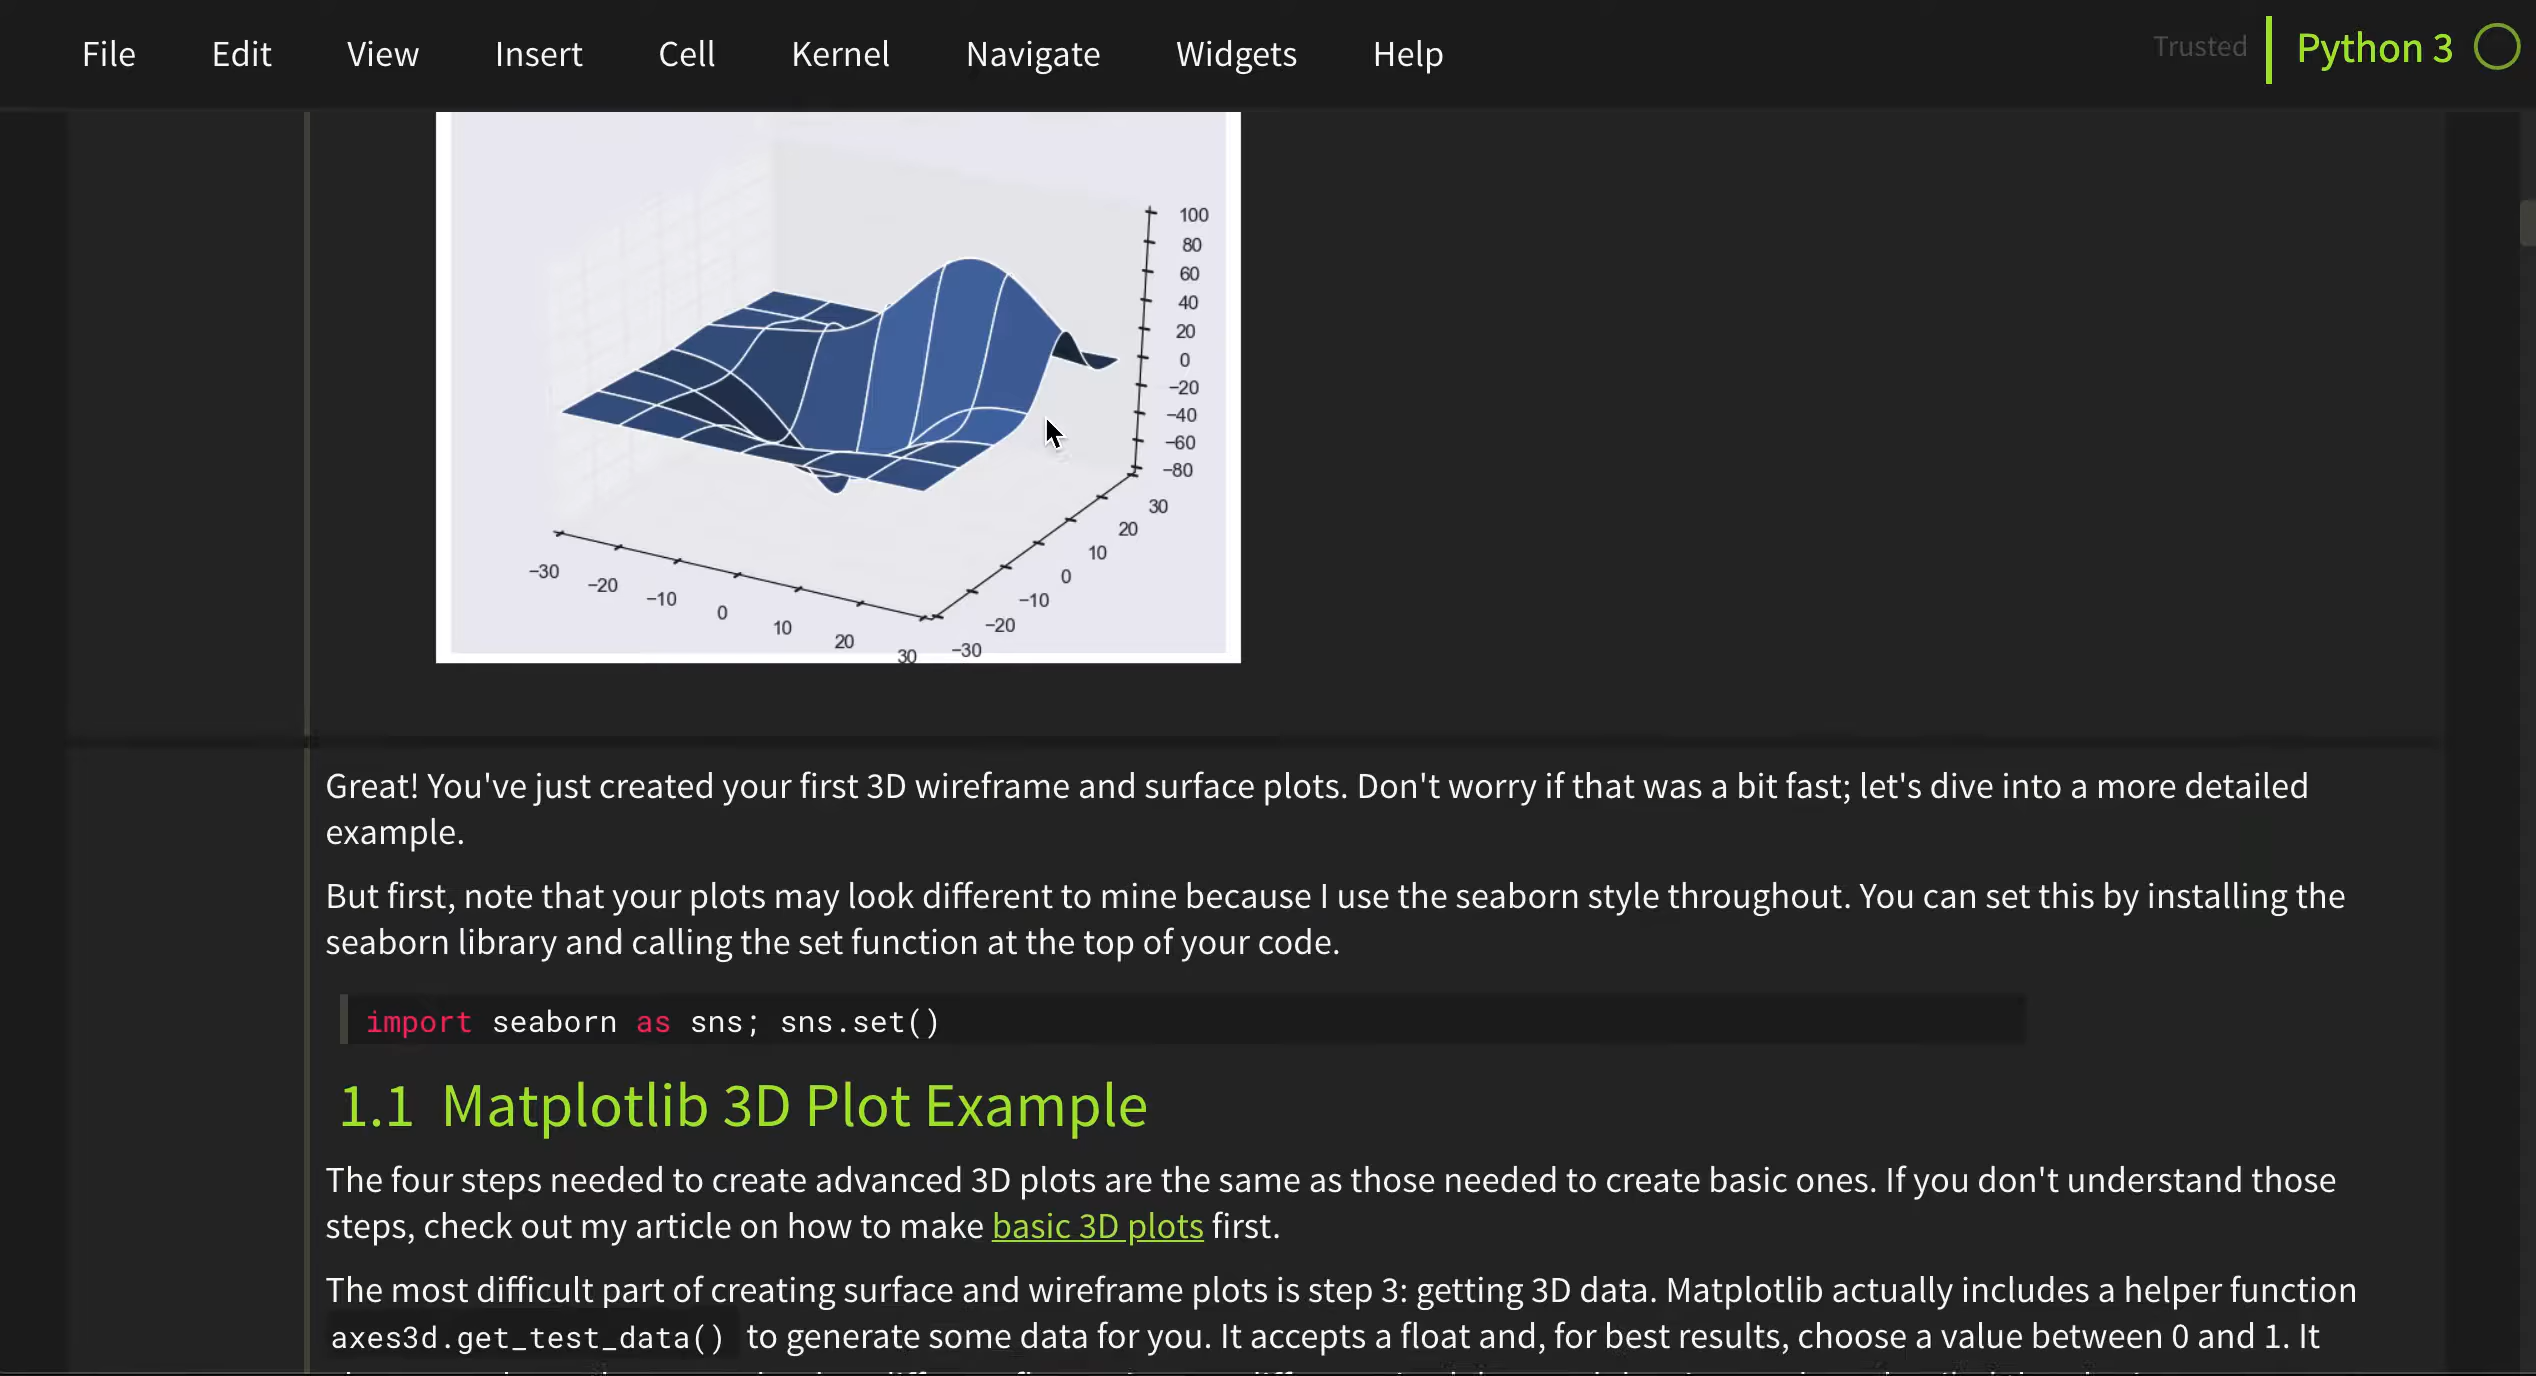 File Edit View Insert Cell Kernel Navigate Widgets Help Trusted Python 3
100
80
60
40
20
0
−20
−40
−60
−80
30
20
10
0
−10
−20
−30
−30
−20
−10
0
10
20
30
Great! You've just created your first 3D wireframe and surface plots. Don't worry if that was a bit fast; let's dive into a more detailed
example.
But first, note that your plots may look different to mine because I use the seaborn style throughout. You can set this by installing the
seaborn library and calling the set function at the top of your code.
import seaborn as sns; sns.set()
1.1 Matplotlib 3D Plot Example
The four steps needed to create advanced 3D plots are the same as those needed to create basic ones. If you don't understand those
steps, check out my article on how to make basic 3D plots first.
The most difficult part of creating surface and wireframe plots is step 3: getting 3D data. Matplotlib actually includes a helper function
axes3d.get_test_data() to generate some data for you. It accepts a float and, for best results, choose a value between 0 and 1. It